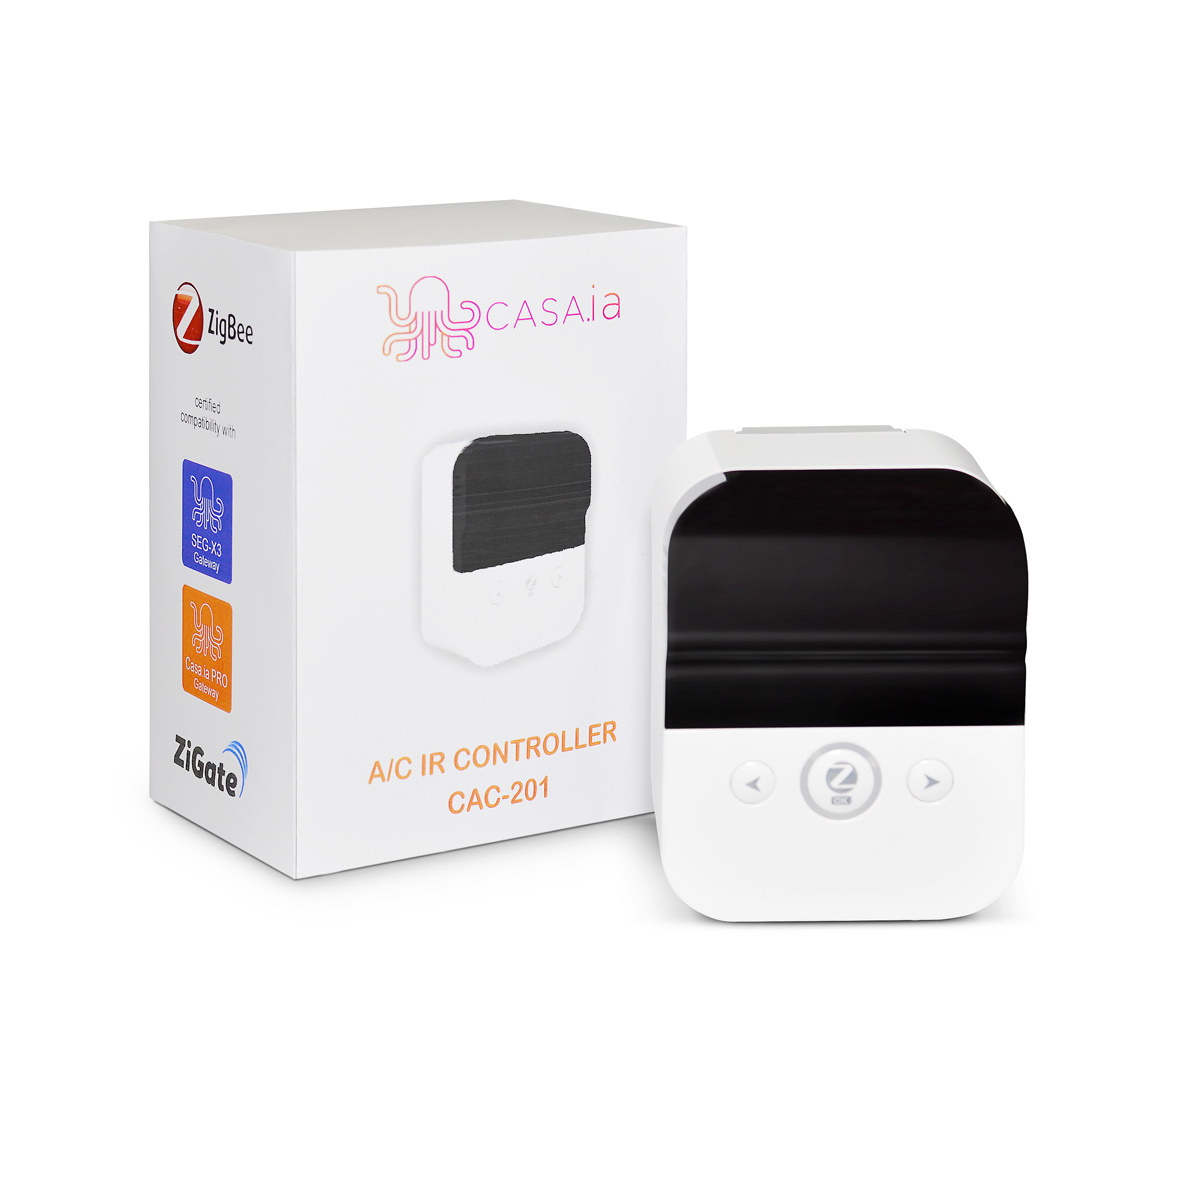 ZigBee
certified
compatibility with
SEG-X3
Gateway
Casa.ia PRO
Gateway
ZiGate
CASA.ia
A/C IR CONTROLLER
CAC-201
Z
OK